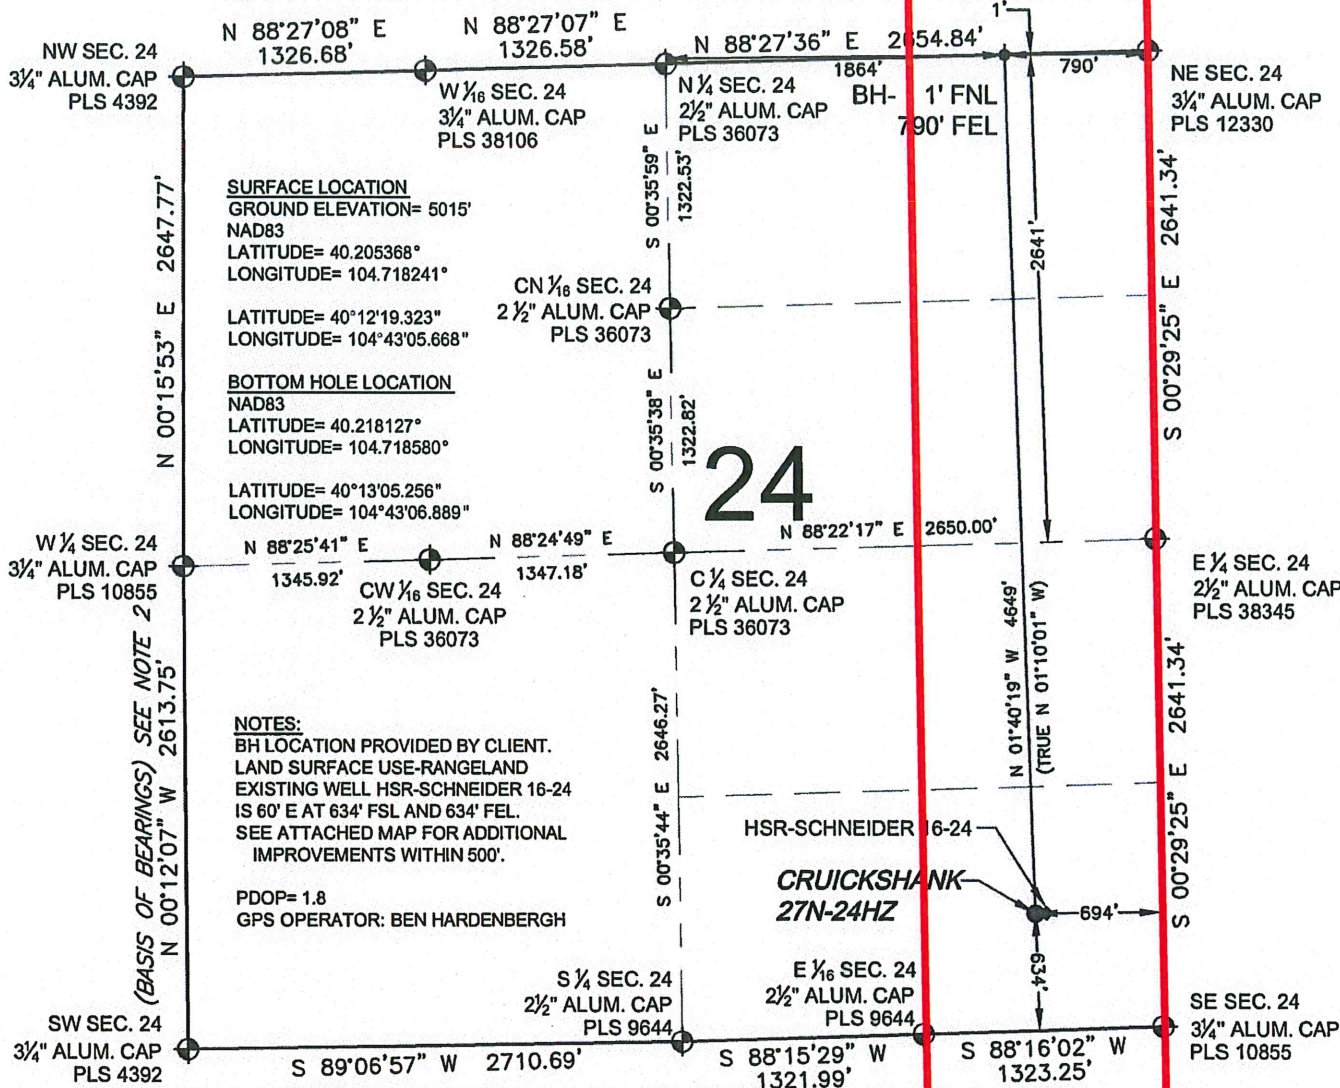 1'
N 88°27'08" E
1326.68'
N 88°27'07" E
1326.58'
N 88°27'36" E 2654.84'
1864'
790'
NW SEC. 24
3¼" ALUM. CAP
PLS 4392
W 1/16 SEC. 24
3¼" ALUM. CAP
PLS 38106
N ¼ SEC. 24
2½" ALUM. CAP
PLS 36073
BH- 1' FNL
790' FEL
NE SEC. 24
3¼" ALUM. CAP
PLS 12330
N 00°15'53" E 2647.77'
SURFACE LOCATION
GROUND ELEVATION= 5015'
NAD83
LATITUDE= 40.205368°
LONGITUDE= 104.718241°
LATITUDE= 40°12'19.323"
LONGITUDE= 104°43'05.668"
BOTTOM HOLE LOCATION
NAD83
LATITUDE= 40.218127°
LONGITUDE= 104.718580°
LATITUDE= 40°13'05.256"
LONGITUDE= 104°43'06.889"
S 00°35'59" E
1322.53'
CN 1/16 SEC. 24
2 ½" ALUM. CAP
PLS 36073
S 00°35'38" E
1322.82'
2641'
S 00°29'25" E 2641.34'
24
W ¼ SEC. 24
3¼" ALUM. CAP
PLS 10855
N 88°25'41" E
1345.92'
N 88°24'49" E
1347.18'
N 88°22'17" E 2650.00'
CW 1/16 SEC. 24
2 ½" ALUM. CAP
PLS 36073
C ¼ SEC. 24
2 ½" ALUM. CAP
PLS 36073
E ¼ SEC. 24
2½" ALUM. CAP
PLS 38345
(BASIS OF BEARINGS) SEE NOTE 2
N 00°12'07" W 2613.75'
NOTES:
BH LOCATION PROVIDED BY CLIENT.
LAND SURFACE USE-RANGELAND
EXISTING WELL HSR-SCHNEIDER 16-24
IS 60' E AT 634' FSL AND 634' FEL.
SEE ATTACHED MAP FOR ADDITIONAL
IMPROVEMENTS WITHIN 500'.
PDOP= 1.8
GPS OPERATOR: BEN HARDENBERGH
S 00°35'44" E 2646.27'
N 01°40'19" W 4649'
(TRUE N 01°10'01" W)
S 00°29'25" E 2641.34'
HSR-SCHNEIDER 16-24
CRUICKSHANK
27N-24HZ
694'
634'
SW SEC. 24
3¼" ALUM. CAP
PLS 4392
S 89°06'57" W 2710.69'
S ¼ SEC. 24
2½" ALUM. CAP
PLS 9644
E 1/16 SEC. 24
2½" ALUM. CAP
PLS 9644
S 88°15'29" W
1321.99'
S 88°16'02" W
1323.25'
SE SEC. 24
3¼" ALUM. CAP
PLS 10855